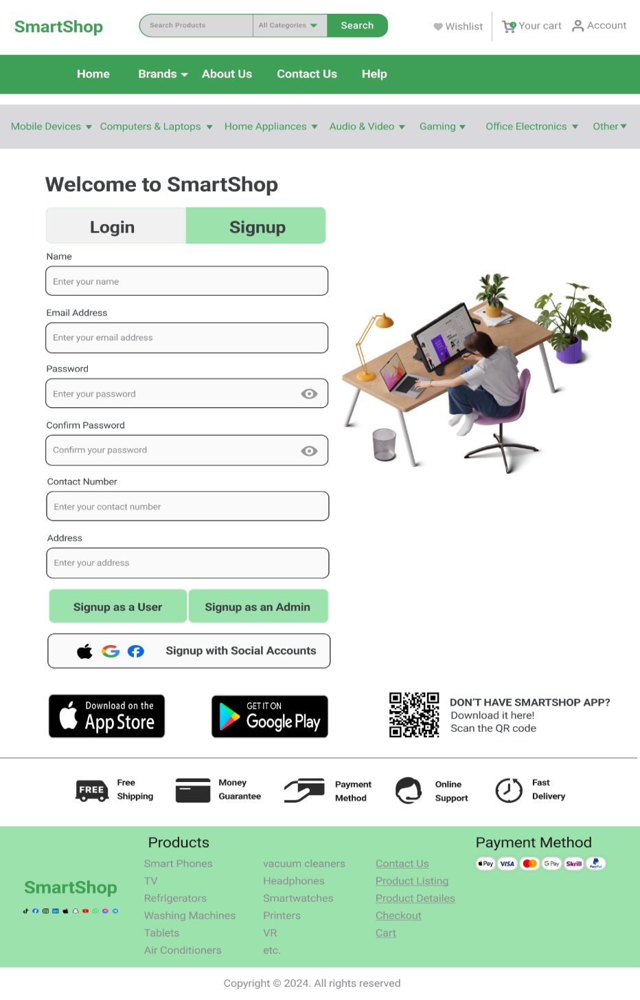 SmartShop
Search Products
All Categories
Search
Wishlist
Your cart
Account
Home
Brands
About Us
Contact Us
Help
Mobile Devices
Computers & Laptops
Home Appliances
Audio & Video
Gaming
Office Electronics
Other
Welcome to SmartShop
Login
Signup
Name
Enter your name
Email Address
Enter your email address
Password
Enter your password
Confirm Password
Confirm your password
Contact Number
Enter your contact number
Address
Enter your address
Signup as a User
Signup as an Admin
Signup with Social Accounts
Download on the
App Store
GET IT ON
Google Play
DON'T HAVE SMARTSHOP APP?
Download it here!
Scan the QR code
FREE
Free
Shipping
Money
Guarantee
Payment
Method
Online
Support
Fast
Delivery
SmartShop
Products
Smart Phones
TV
Refrigerators
Washing Machines
Tablets
Air Conditioners
vacuum cleaners
Headphones
Smartwatches
Printers
VR
etc.
Contact Us
Product Listing
Product Detailes
Checkout
Cart
Payment Method
Pay
VISA
G Pay
Skrill
PayPal
Copyright © 2024. All rights reserved